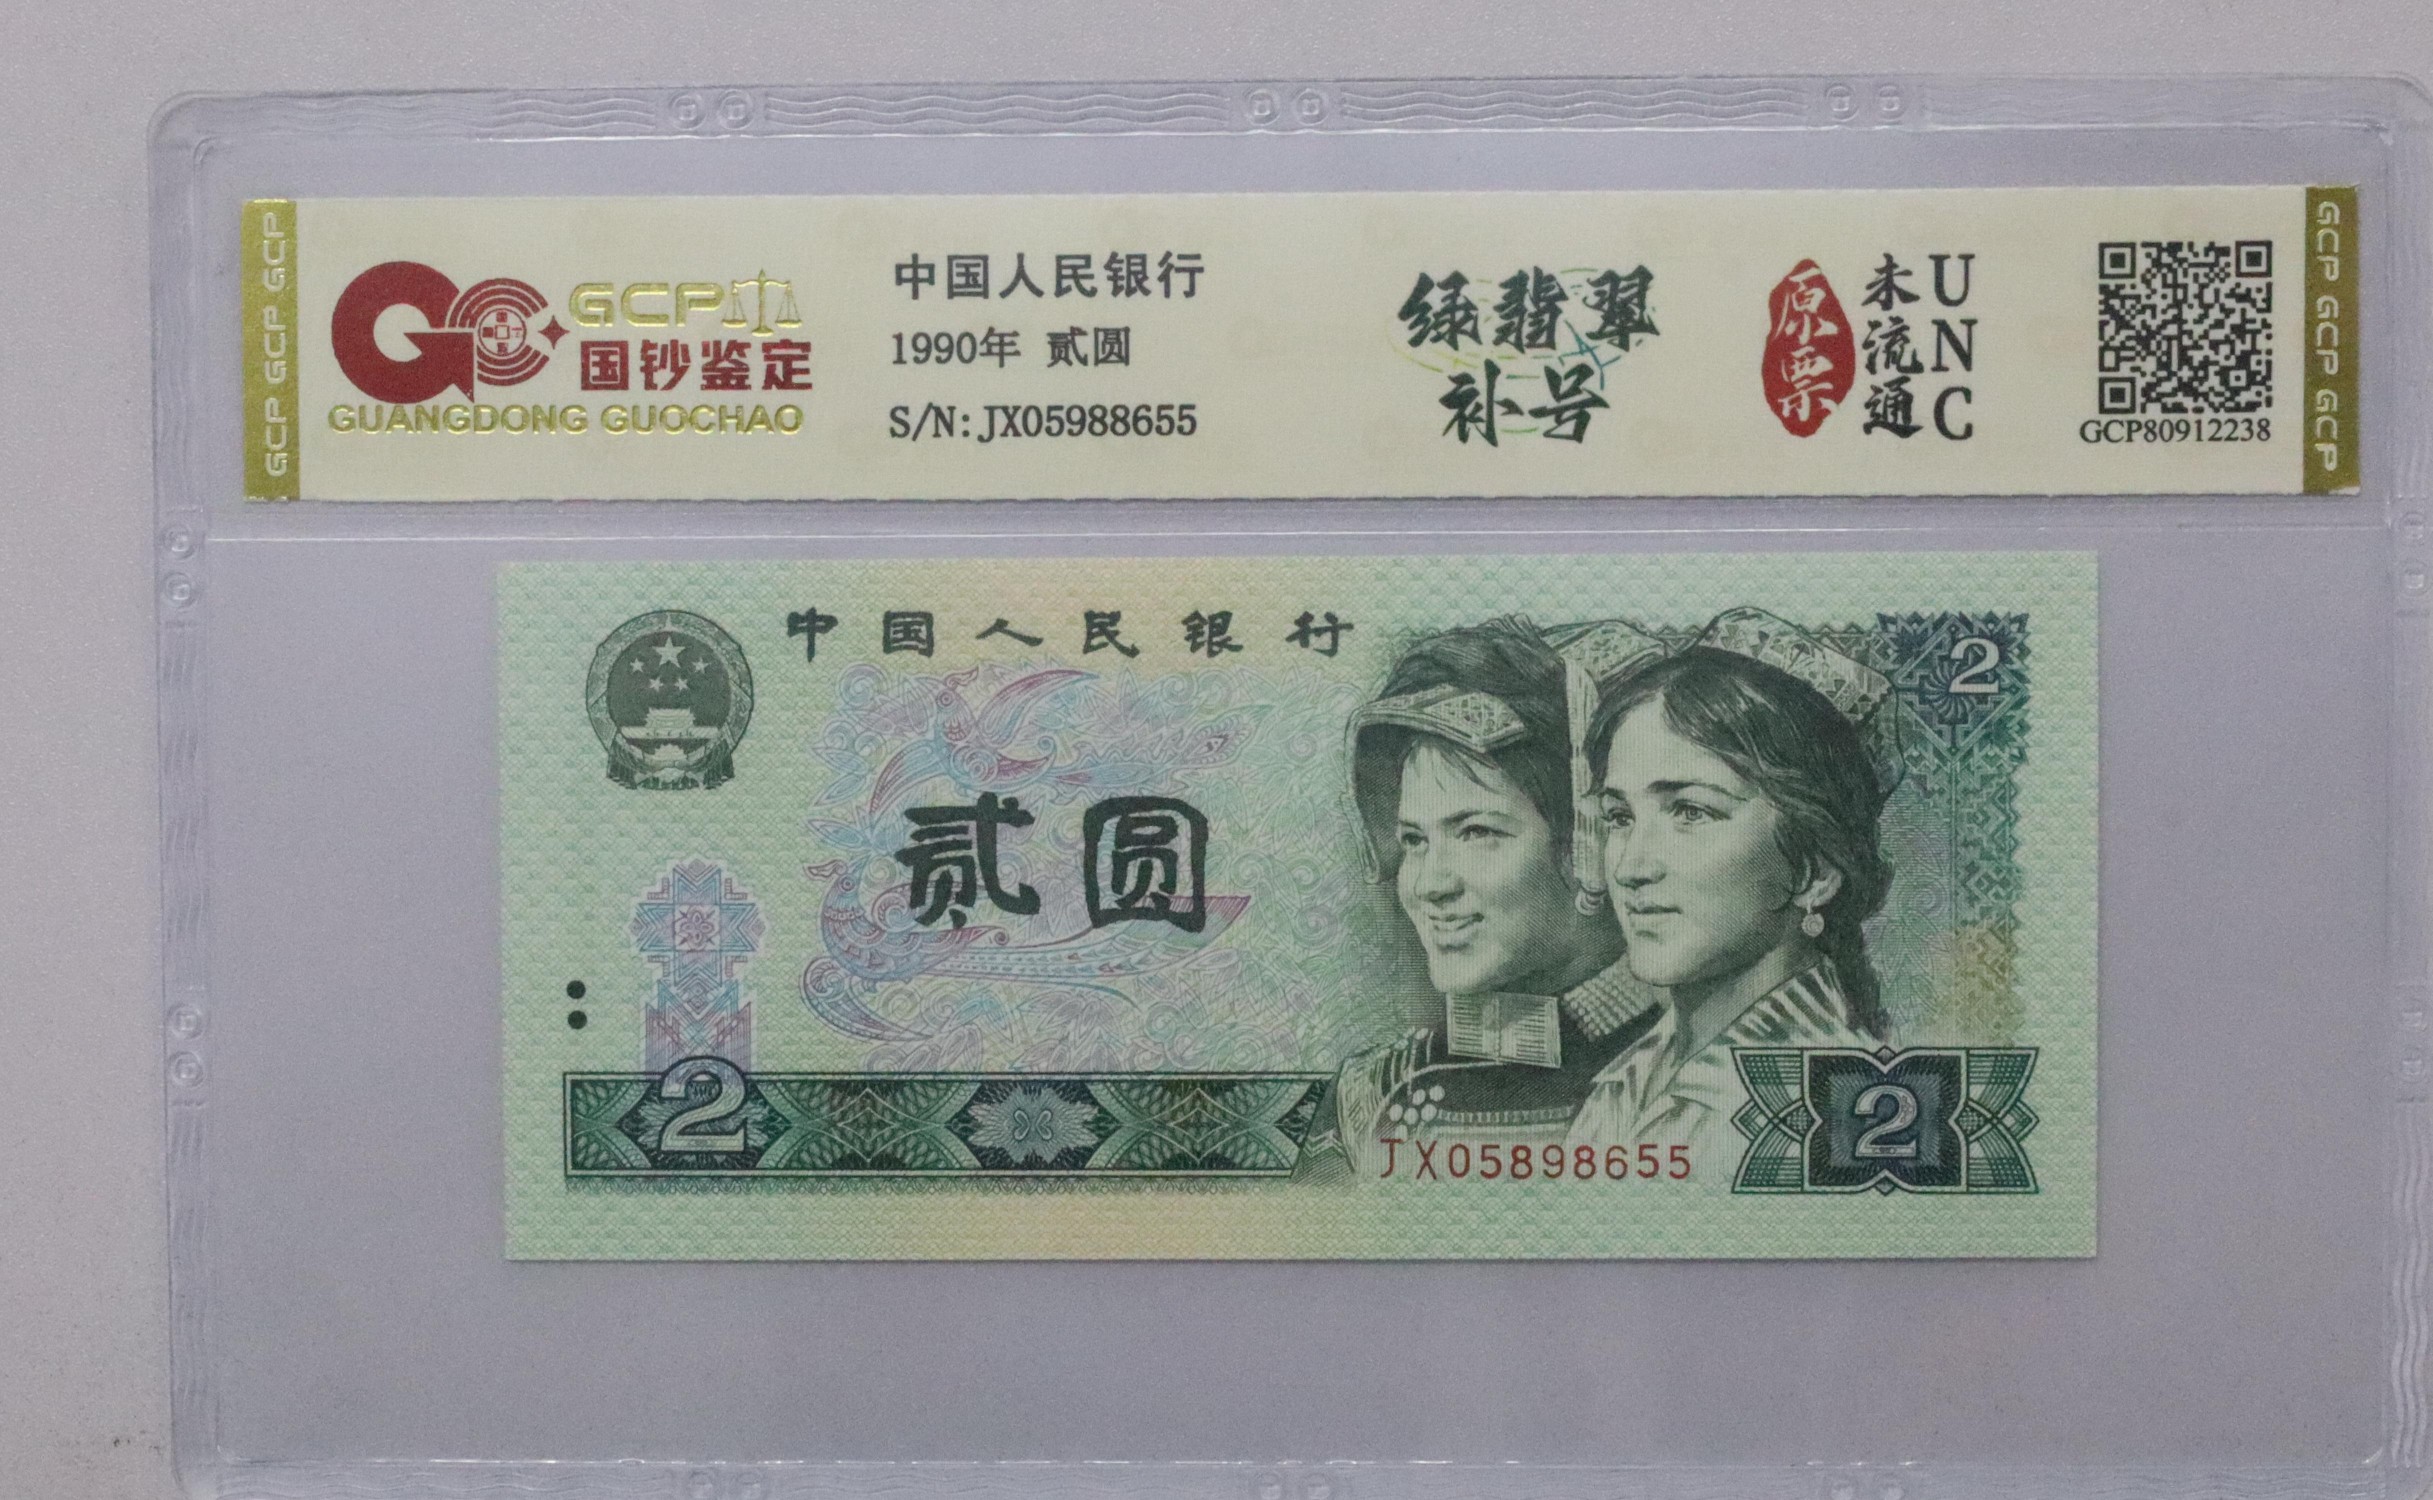 GCP GCP GCP
GCP
国钞鉴定
GUANGDONG GUOCHAO
中国人民银行
1990年 贰圆
S/N:JX05988655
绿翡翠
补号
原票
未流通
UNC
GCP80912238
GCP GCP GCP
中国人民银行
2
贰圆
2
JX05898655
2